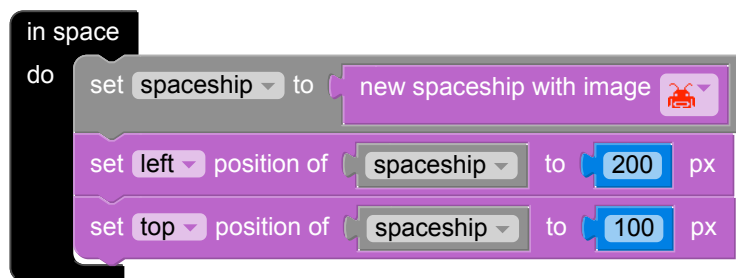 in space
do
set spaceship to new spaceship with image
set left position of spaceship to 200 px
set top position of spaceship to 100 px